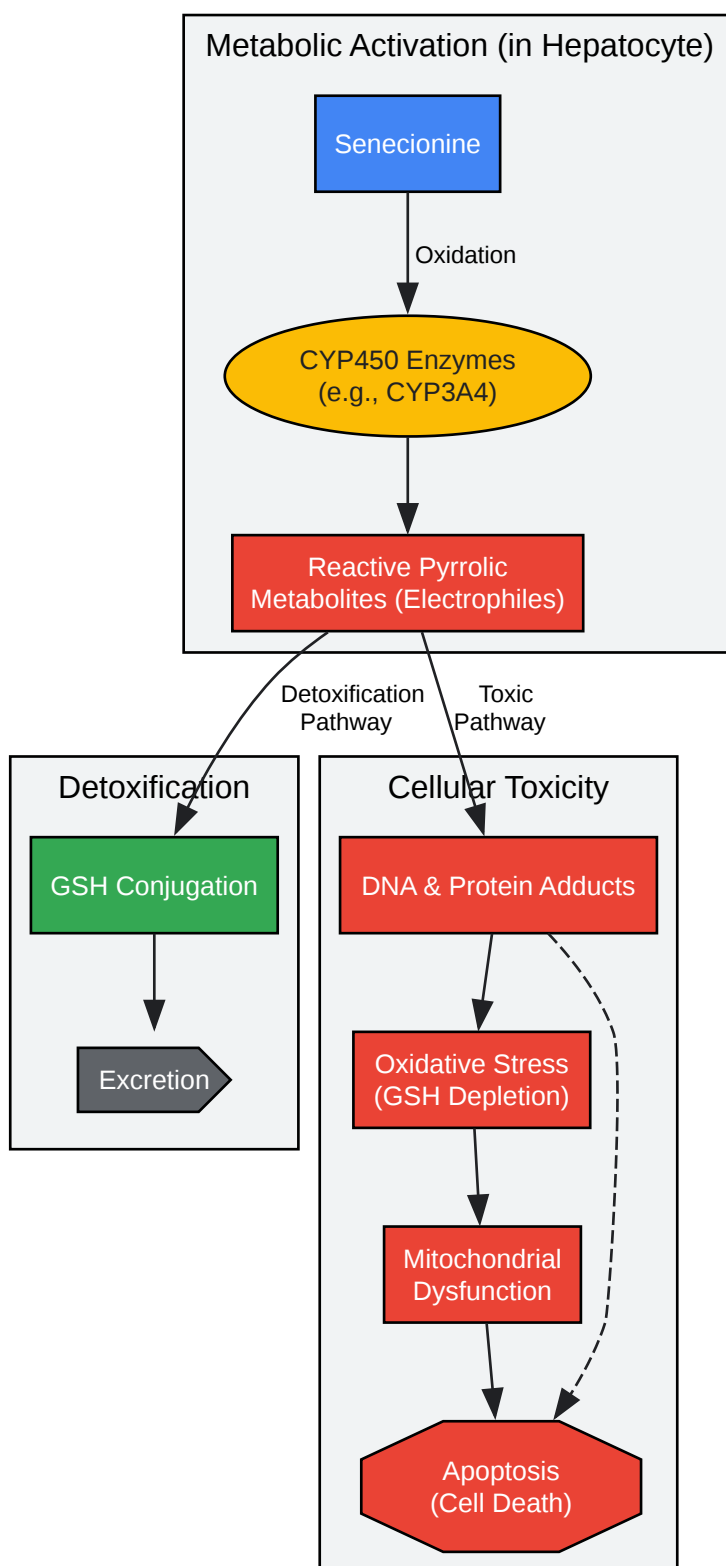 Metabolic Activation (in Hepatocyte)
Senecionine
Oxidation
CYP450 Enzymes
(e.g., CYP3A4)
Reactive Pyrrolic
Metabolites (Electrophiles)
Detoxification
Pathway
Toxic
Pathway
Detoxification
GSH Conjugation
Excretion
Cellular Toxicity
DNA & Protein Adducts
Oxidative Stress
(GSH Depletion)
Mitochondrial
Dysfunction
Apoptosis
(Cell Death)